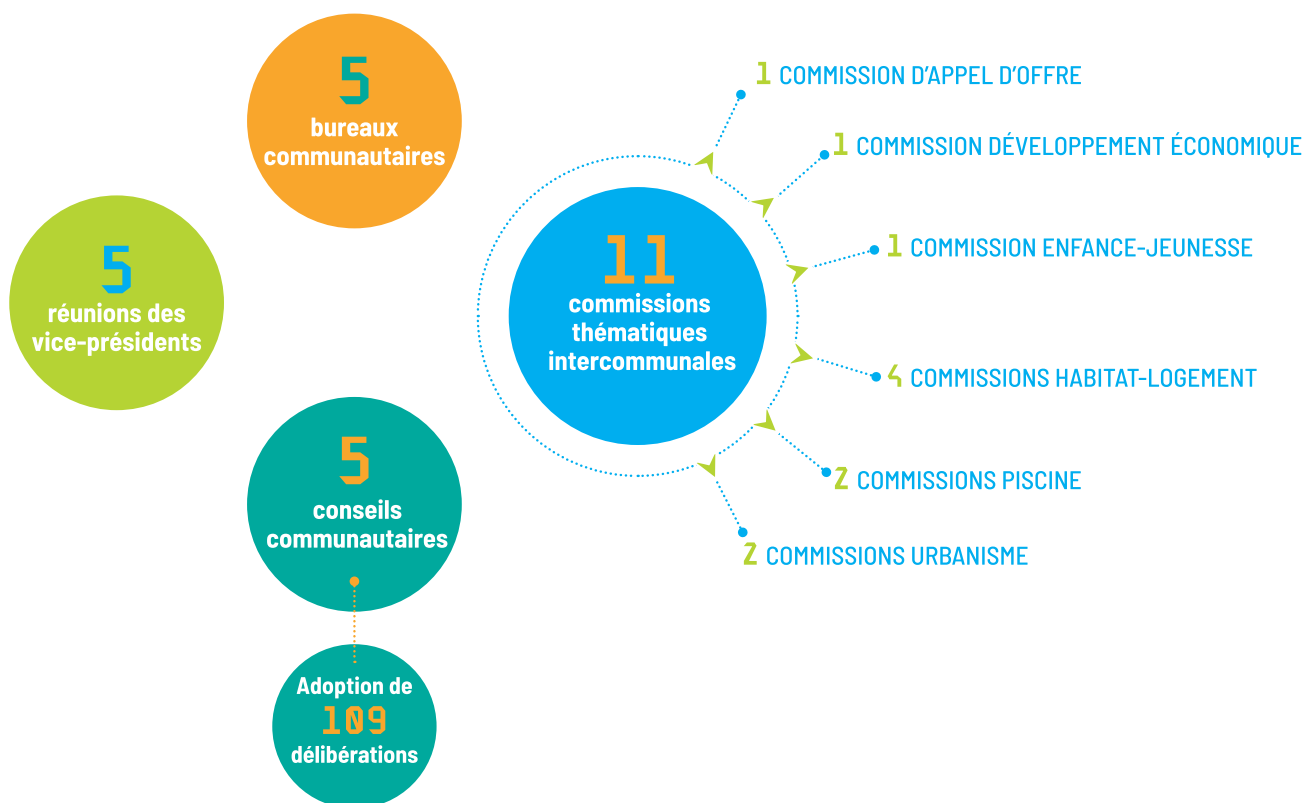 5
bureaux
communautaires
5
réunions des
vice-présidents
5
conseils
communautaires
Adoption de
109
délibérations
11
commissions
thématiques
intercommunales
1 COMMISSION D’APPEL D’OFFRE
1 COMMISSION DÉVELOPPEMENT ÉCONOMIQUE
1 COMMISSION ENFANCE-JEUNESSE
4 COMMISSIONS HABITAT-LOGEMENT
2 COMMISSIONS PISCINE
2 COMMISSIONS URBANISME